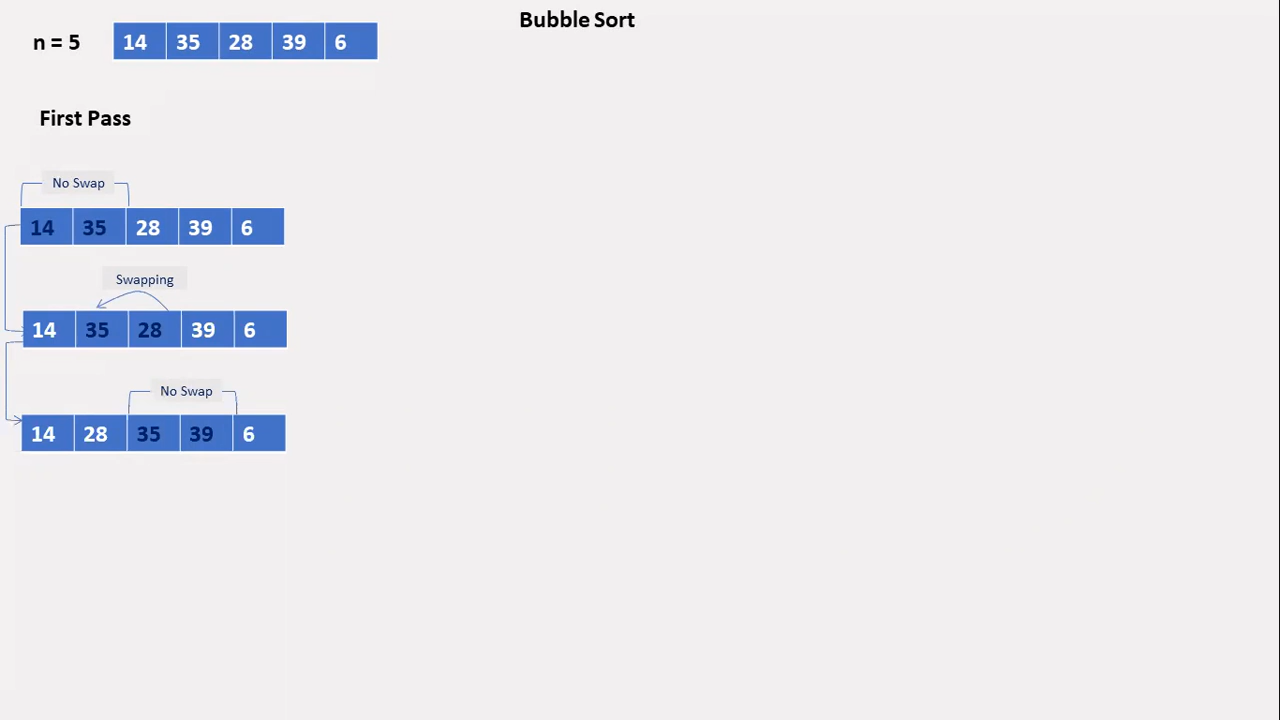 Bubble Sort
n = 5 14 35 28 39 6
First Pass
No Swap
14 35 28 39 6
Swapping
14 35 28 39 6
No Swap
14 28 35 39 6